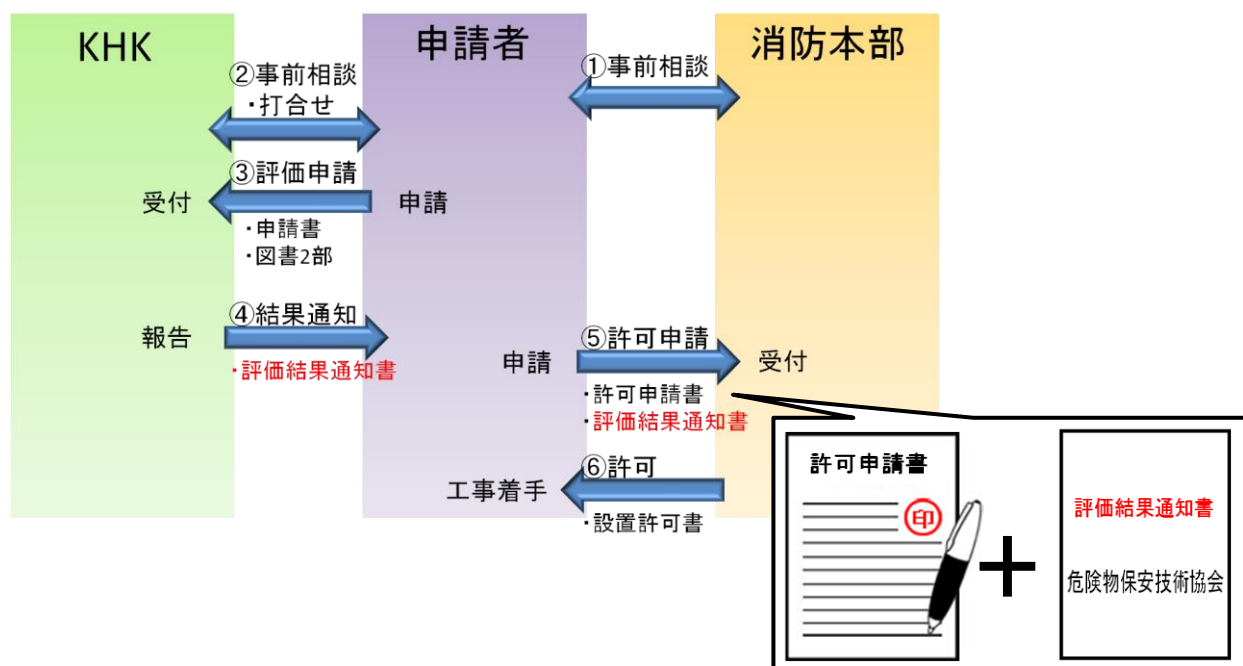 KHK
申請者
消防本部
②事前相談
・打合せ
①事前相談
③評価申請
受付
申請
・申請書
・図書2部
④結果通知
報告
・評価結果通知書
⑤許可申請
申請
受付
・許可申請書
・評価結果通知書
⑥許可
工事着手
・設置許可書
許可申請書
印
評価結果通知書
危険物保安技術協会